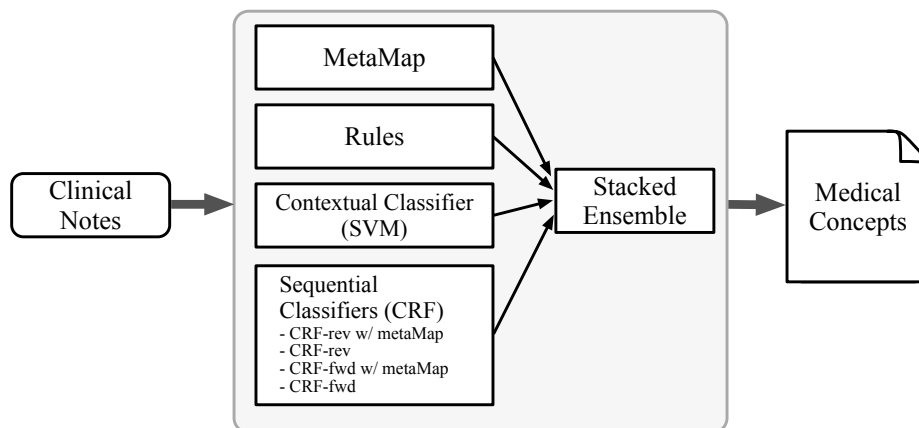 Clinical
Notes
MetaMap
Rules
Contextual Classifier
(SVM)
Sequential
Classifiers (CRF)
- CRF-rev w/ metaMap
- CRF-rev
- CRF-fwd w/ metaMap
- CRF-fwd
Stacked
Ensemble
Medical
Concepts